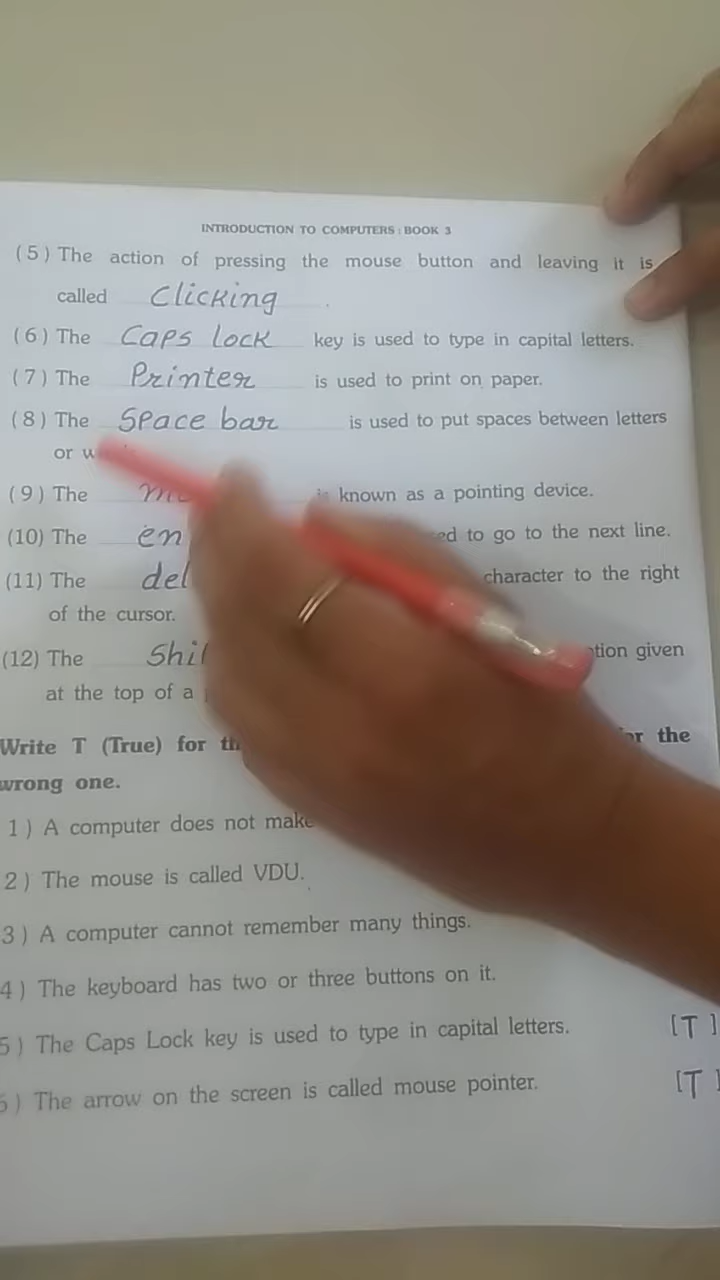 INTRODUCTION TO COMPUTERS : BOOK 3
(5) The action of pressing the mouse button and leaving it is
called Clicking .
(6) The Caps lock key is used to type in capital letters.
(7) The Printer is used to print on paper.
(8) The Space bar is used to put spaces between letters
or
(9) The is known as a pointing device.
(10) The to go to the next line.
(11) The character to the right
of the cursor.
(12) The given
at the top of a
Write T (True) for the
wrong one.
1) A computer does not make
2) The mouse is called VDU.
3) A computer cannot remember many things.
4) The keyboard has two or three buttons on it.
5) The Caps Lock key is used to type in capital letters. [T]
6) The arrow on the screen is called mouse pointer. [T]